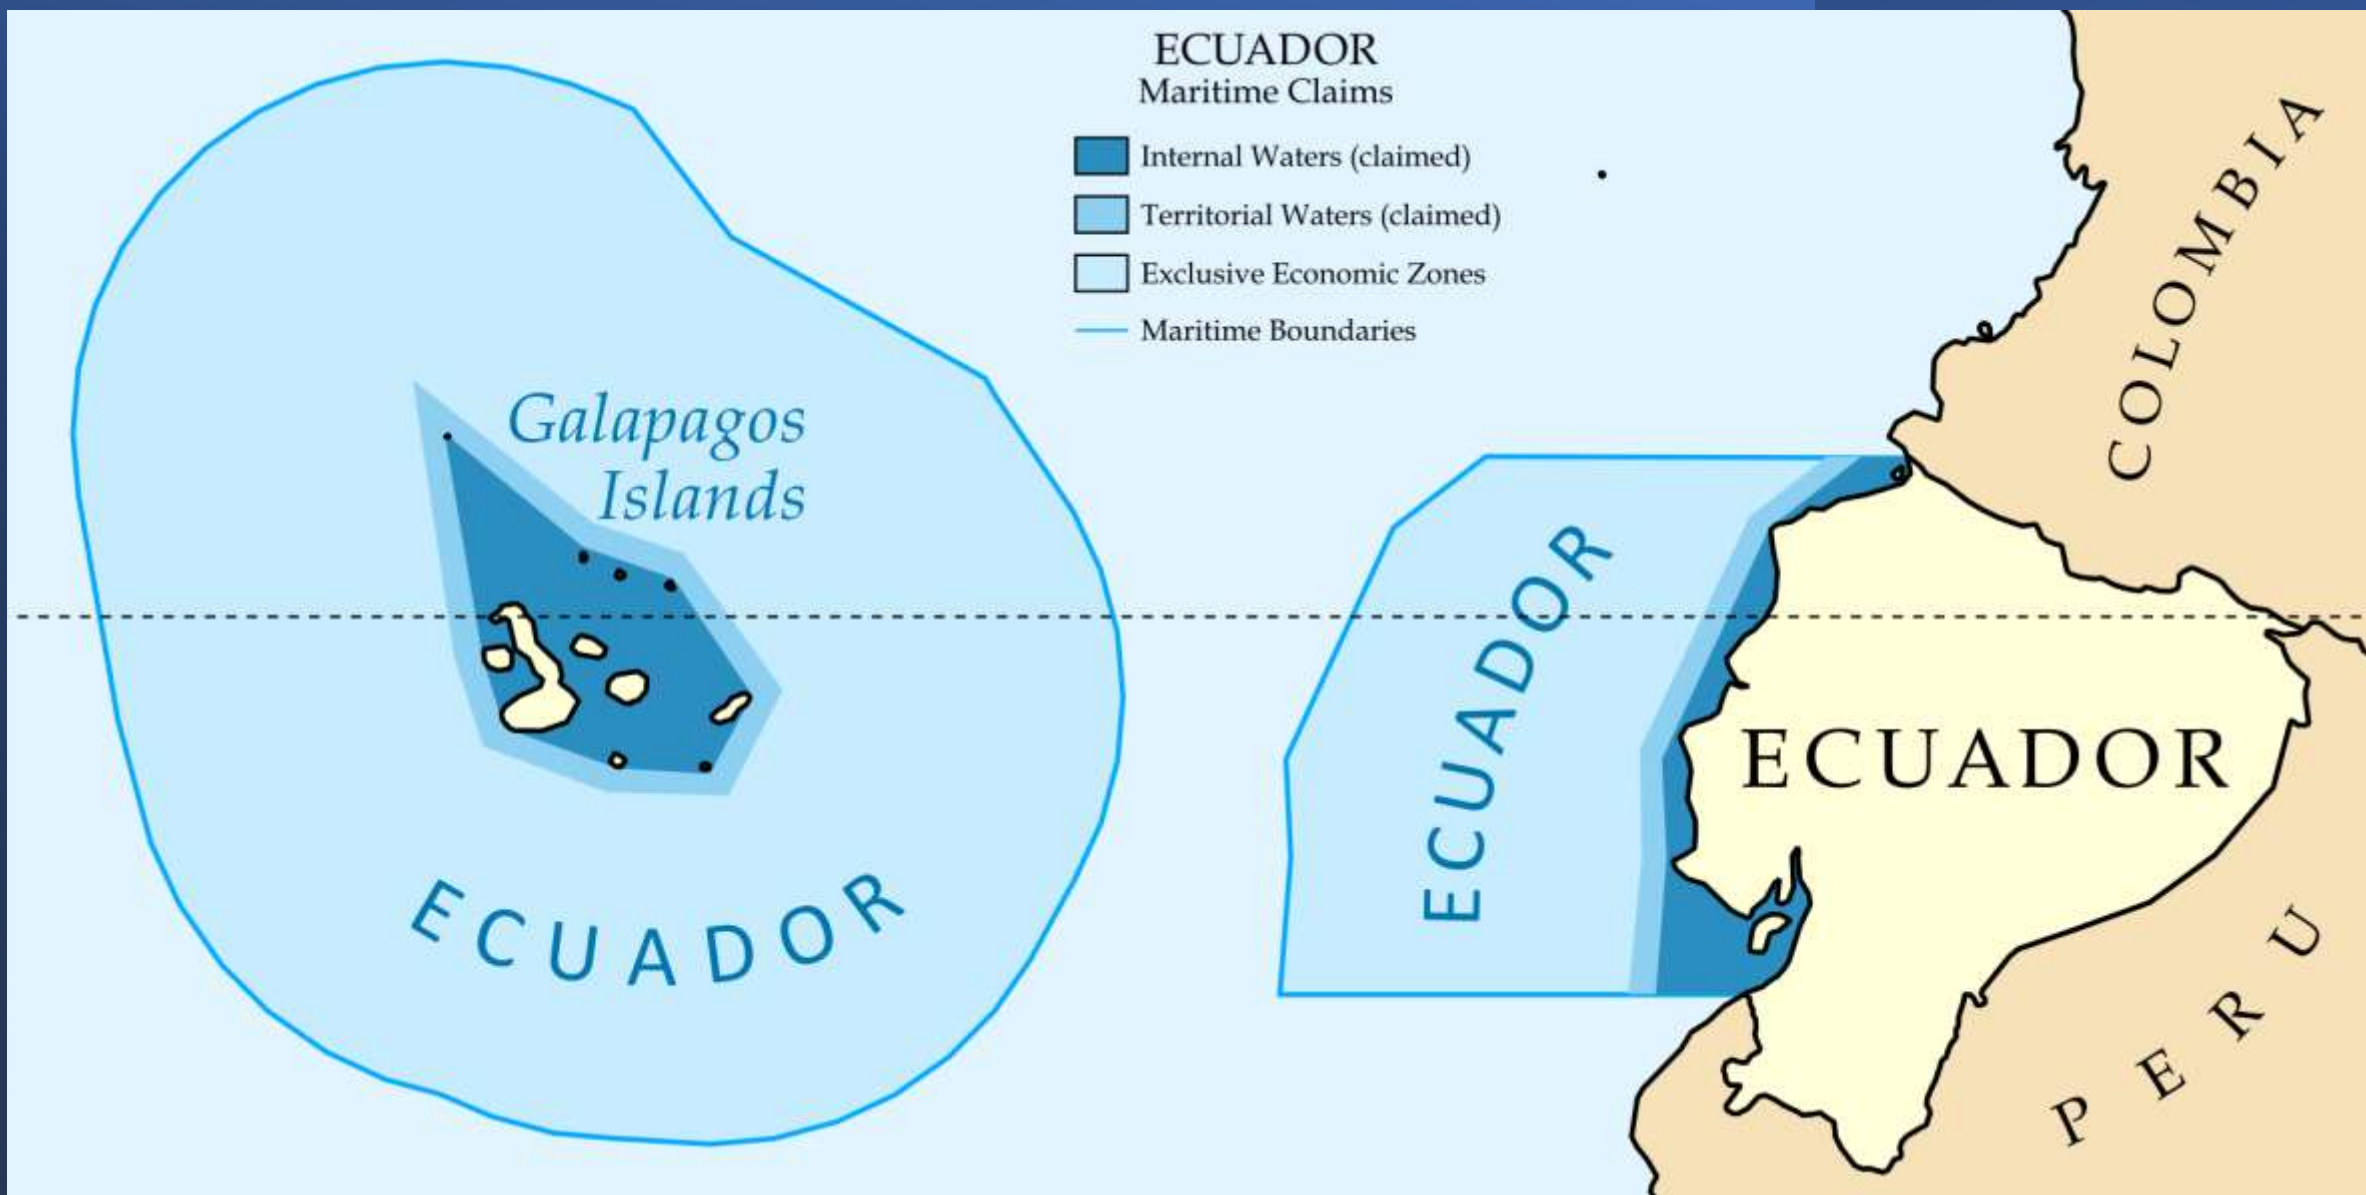 ECUADOR
Maritime Claims
Internal Waters (claimed)
Territorial Waters (claimed)
Exclusive Economic Zones
Maritime Boundaries
COLOMBIA
Galapagos
Islands
ECUADOR
ECUADOR
ECUADOR
PERU